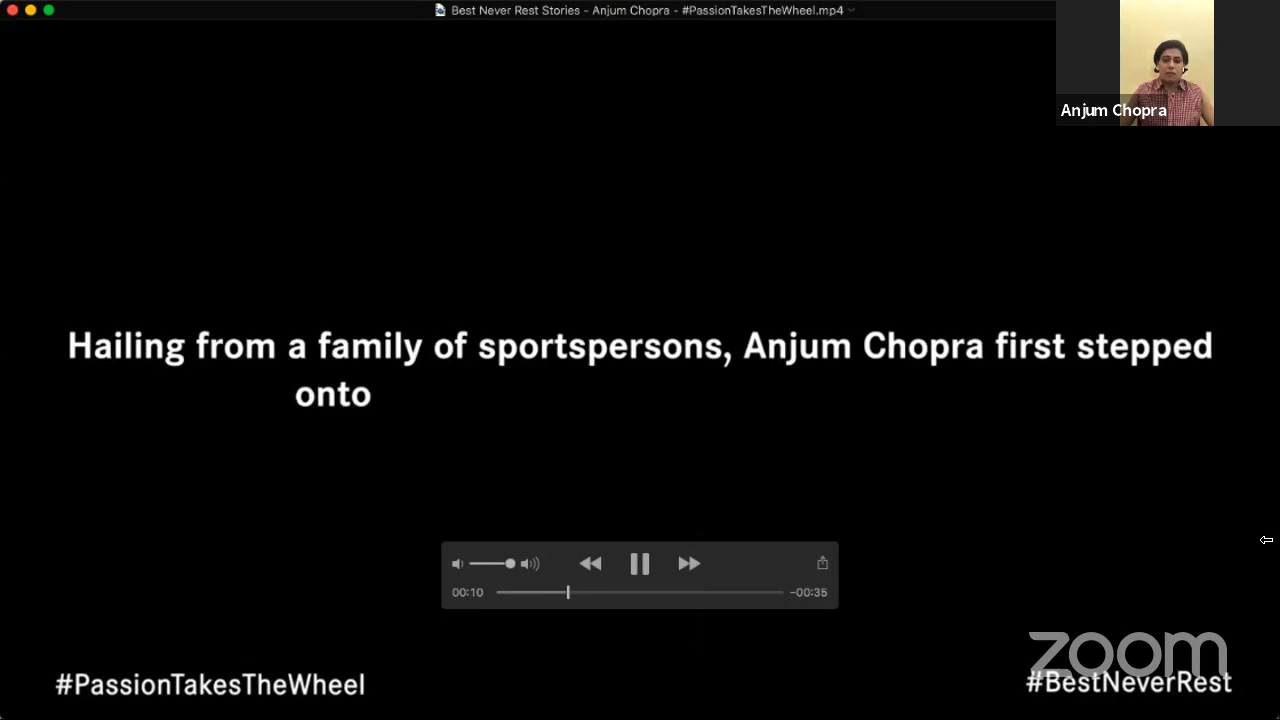 Best Never Rest Stories - Anjum Chopra - #PassionTakesTheWheel.mp4
Anjum Chopra
Hailing from a family of sportspersons, Anjum Chopra first stepped
onto
00:10
-00:35
zoom
#PassionTakesTheWheel
#BestNeverRest